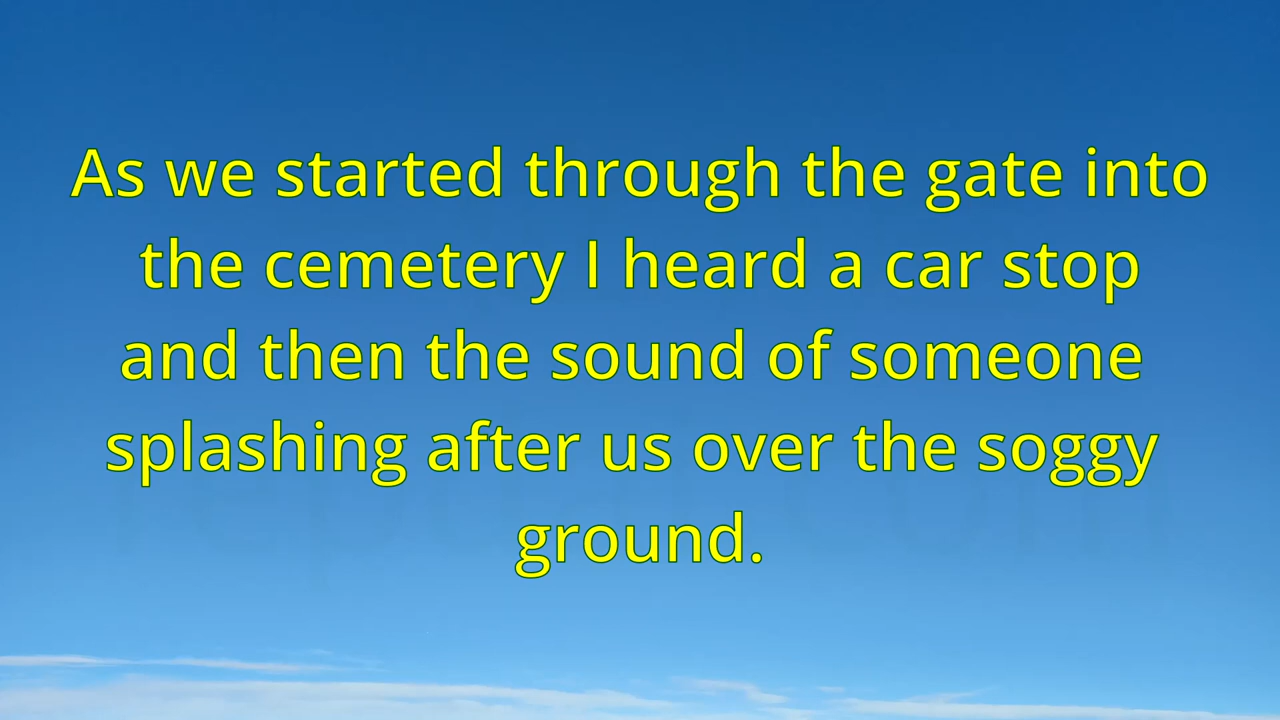 As we started through the gate into
the cemetery I heard a car stop
and then the sound of someone
splashing after us over the soggy
ground.